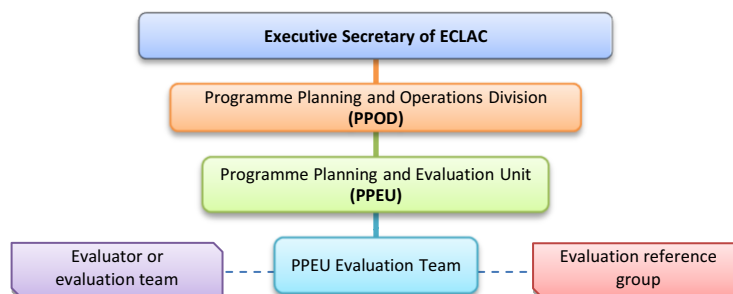 Executive Secretary of ECLAC
Programme Planning and Operations Division
(PPOD)
Programme Planning and Evaluation Unit
(PPEU)
Evaluator or
evaluation team
PPEU Evaluation Team
Evaluation reference
group